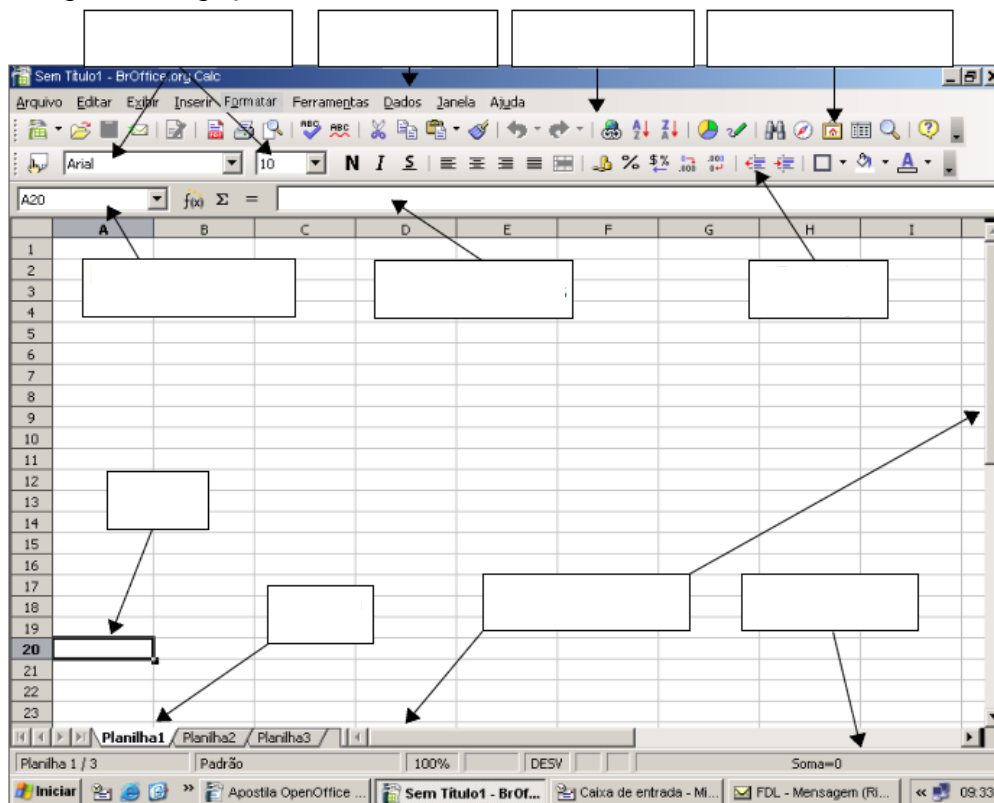 Sem Título1 - BrOffice.org Calc
Arquivo Editar Exibir Inserir Formatar Ferramentas Dados Janela Ajuda
Arial 10 N I S
A20 f(x) Σ =
A B C D E F G H I
1
2
3
4
5
6
7
8
9
10
11
12
13
14
15
16
17
18
19
20
21
22
23
Planilha1 Planilha2 Planilha3
Planilha 1 / 3 Padrão 100% DESV Soma=0
Iniciar » Apostila OpenOffice ... Sem Título1 - BrOf... Caixa de entrada - Mi... FDL - Mensagem (Ri... « 09:33